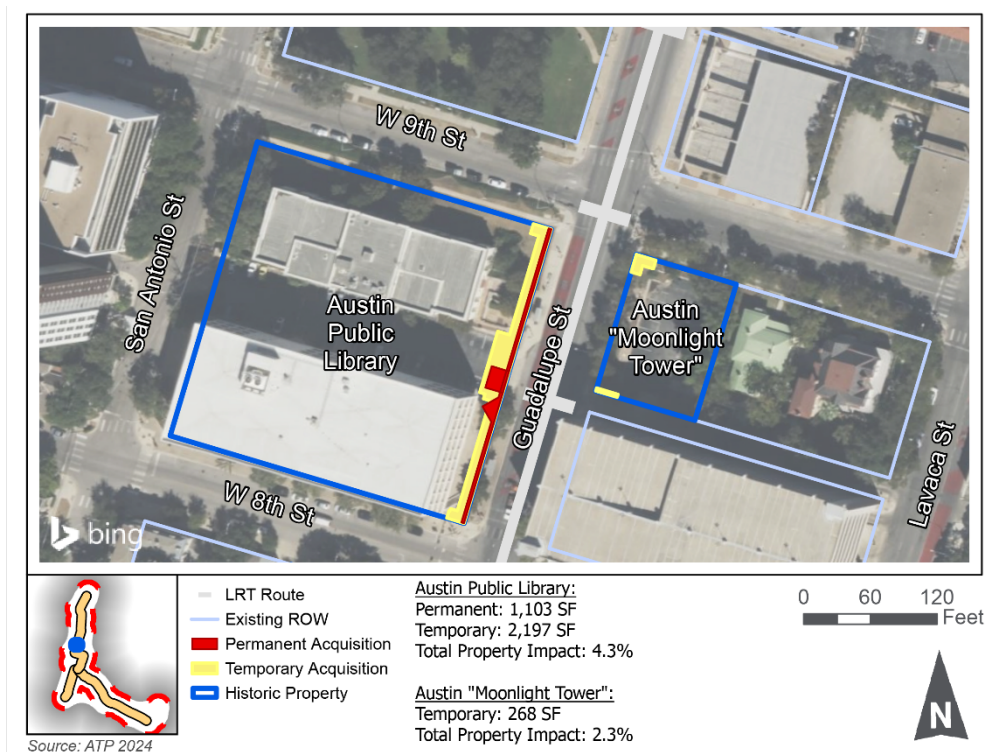 W 9th St
San Antonio St
Austin
Public
Library
Austin
"Moonlight
Tower"
Guadalupe St
Lavaca St
W 8th St
bing
LRT Route
Existing ROW
Permanent Acquisition
Temporary Acquisition
Historic Property
Austin Public Library:
Permanent: 1,103 SF
Temporary: 2,197 SF
Total Property Impact: 4.3%
Austin "Moonlight Tower":
Temporary: 268 SF
Total Property Impact: 2.3%
0 60 120
Feet
N
Source: ATP 2024